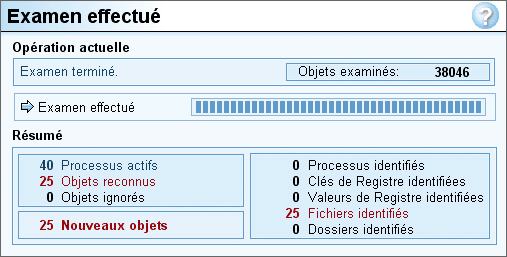 Examen effectué
?
Opération actuelle
Examen terminé.
Objets examinés: 38046
Examen effectué
Résumé
40 Processus actifs
25 Objets reconnus
0 Objets ignorés
25 Nouveaux objets
0 Processus identifiés
0 Clés de Registre identifiées
0 Valeurs de Registre identifiées
25 Fichiers identifiés
0 Dossiers identifiés